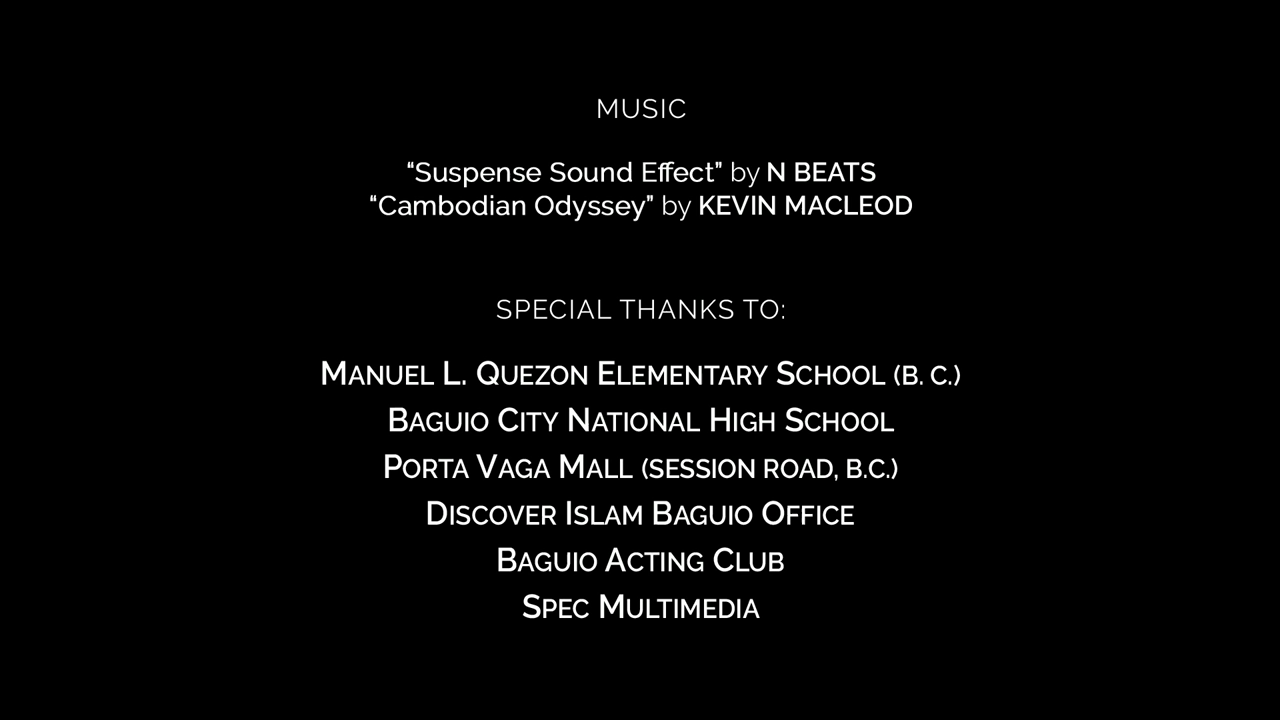 MUSIC
“Suspense Sound Effect” by N BEATS
“Cambodian Odyssey” by KEVIN MACLEOD
SPECIAL THANKS TO:
MANUEL L. QUEZON ELEMENTARY SCHOOL (B. C.)
BAGUIO CITY NATIONAL HIGH SCHOOL
PORTA VAGA MALL (SESSION ROAD, B.C.)
DISCOVER ISLAM BAGUIO OFFICE
BAGUIO ACTING CLUB
SPEC MULTIMEDIA